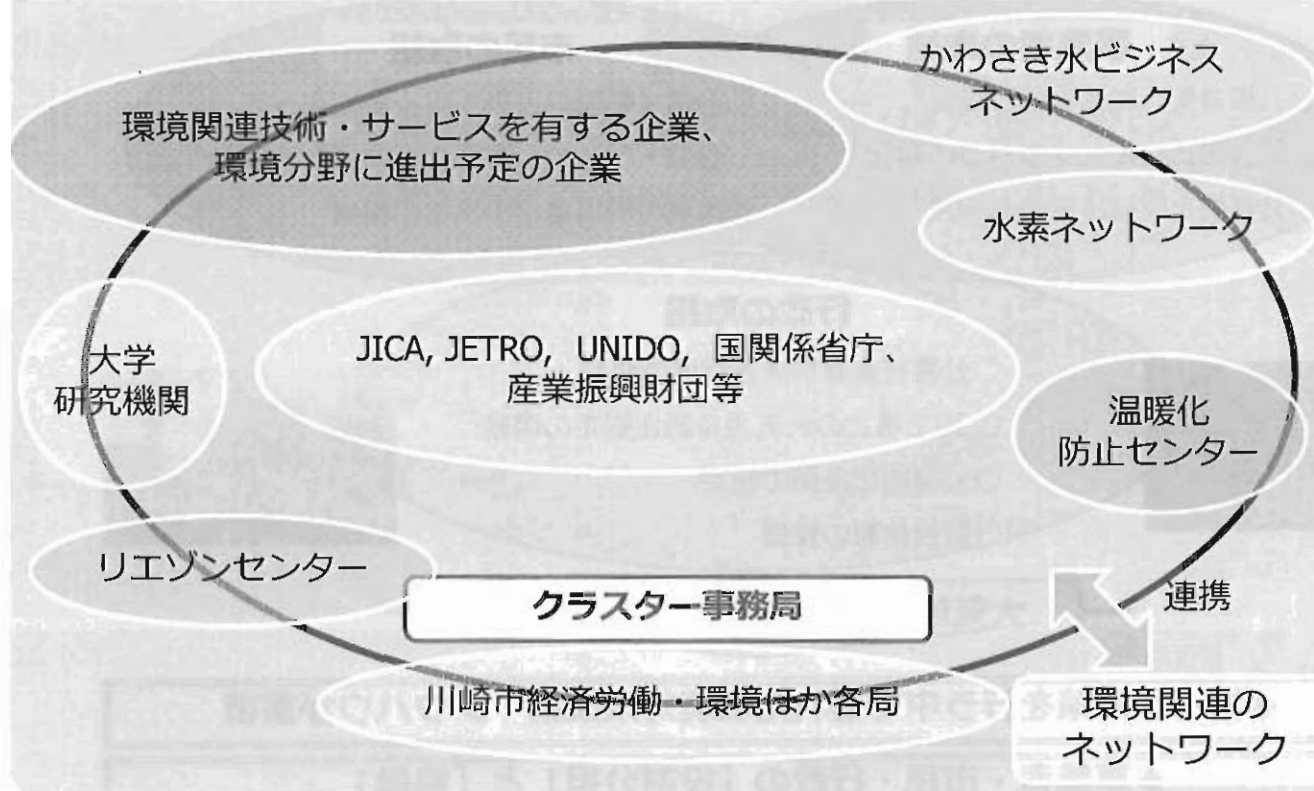 かわさき水ビジネス
ネットワーク
環境関連技術・サービスを有する企業、
環境分野に進出予定の企業
水素ネットワーク
JICA, JETRO, UNIDO, 国関係省庁、
産業振興財団等
大学
研究機関
温暖化
防止センター
リエゾンセンター
クラスター事務局
連携
川崎市経済労働・環境ほか各局
環境関連の
ネットワーク